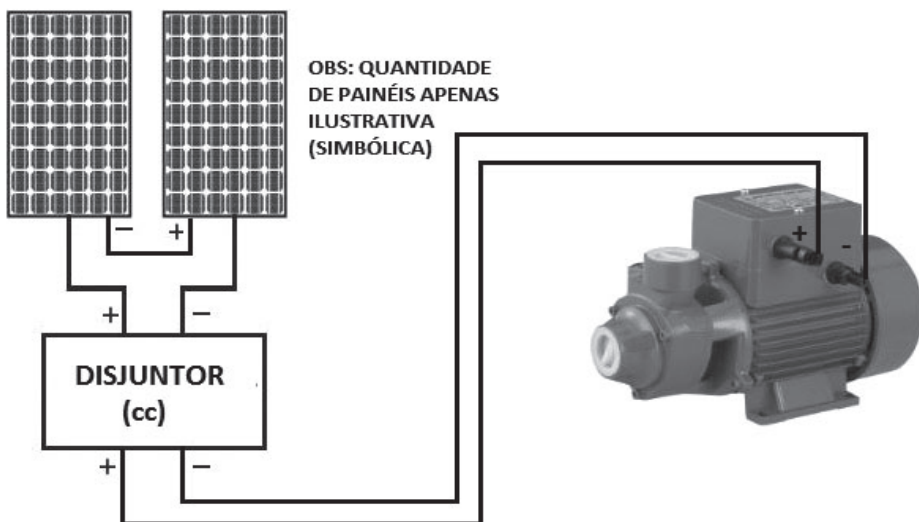 OBS: QUANTIDADE
DE PAINÉIS APENAS
ILUSTRATIVA
(SIMBÓLICA)
− +
+ -
+ −
DISJUNTOR
(cc)
+ −